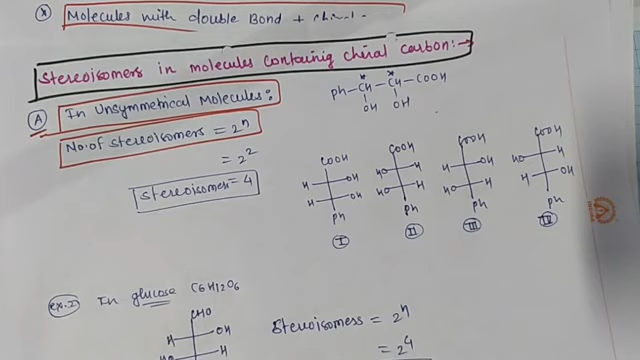 Molecules with double Bond +
Stereoisomers in molecules containing chiral carbon:→
(A) In Unsymmetrical Molecules:
Ph-CH-CH-COOH
* *
OH OH
No. of stereoisomers = 2^n
= 2^2
Stereoisomers = 4
COOH COOH COOH COOH
H OH HO H H OH HO H
H OH HO H HO H H OH
Ph Ph Ph Ph
I II III IV
ex.2 In glucose C6H12O6
CHO
H OH
HO H
Stereoisomers = 2^n
= 2^4